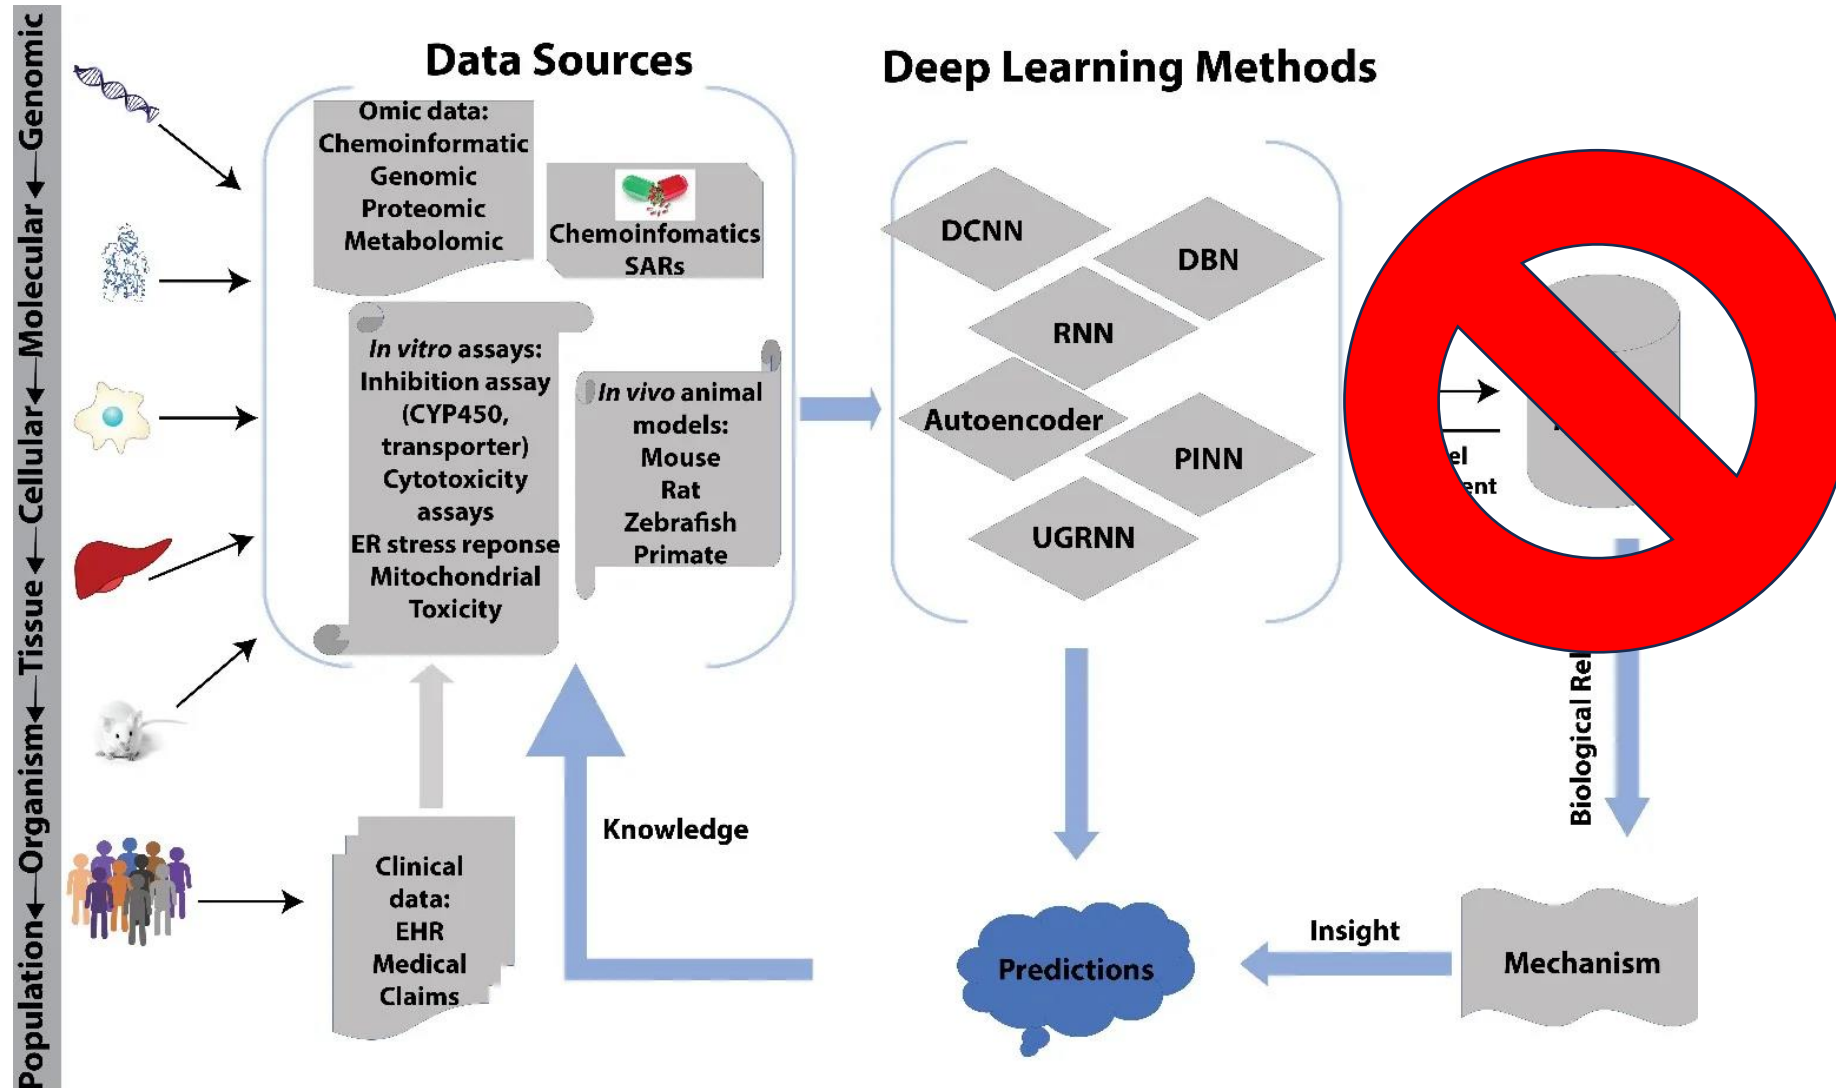 Data Sources
Deep Learning Methods
Population
Organism
Tissue
Cellular
Molecular
Genomic
Omic data:
Chemoinformatic
Genomic
Proteomic
Metabolomic
Chemoinfomatics
SARs
In vitro assays:
Inhibition assay
(CYP450,
transporter)
Cytotoxicity
assays
ER stress reponse
Mitochondrial
Toxicity
In vivo animal
models:
Mouse
Rat
Zebrafish
Primate
DCNN
DBN
RNN
Autoencoder
PINN
UGRNN
Biological
Knowledge
Clinical
data:
EHR
Medical
Claims
Predictions
Insight
Mechanism